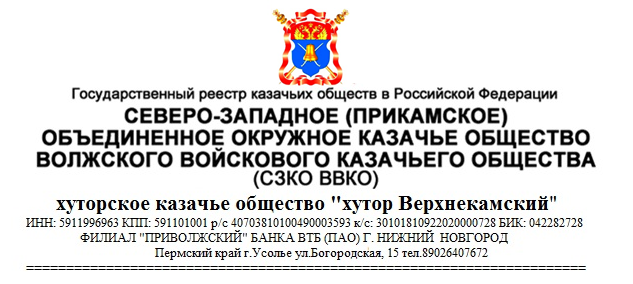 Государственный реестр казачьих обществ в Российской Федерации
СЕВЕРО-ЗАПАДНОЕ (ПРИКАМСКОЕ)
ОБЪЕДИНЕННОЕ ОКРУЖНОЕ КАЗАЧЬЕ ОБЩЕСТВО
ВОЛЖСКОГО ВОЙСКОВОГО КАЗАЧЬЕГО ОБЩЕСТВА
(СЗКО ВВКО)
хуторское казачье общество "хутор Верхнекамский"
ИНН: 5911996963 КПП: 591101001 р/с 40703810100490003593 к/с: 30101810922020000728 БИК: 042282728
ФИЛИАЛ "ПРИВОЛЖСКИЙ" БАНКА ВТБ (ПАО) Г. НИЖНИЙ НОВГОРОД
Пермский край г.Усолье ул.Богородская, 15 тел.89026407672